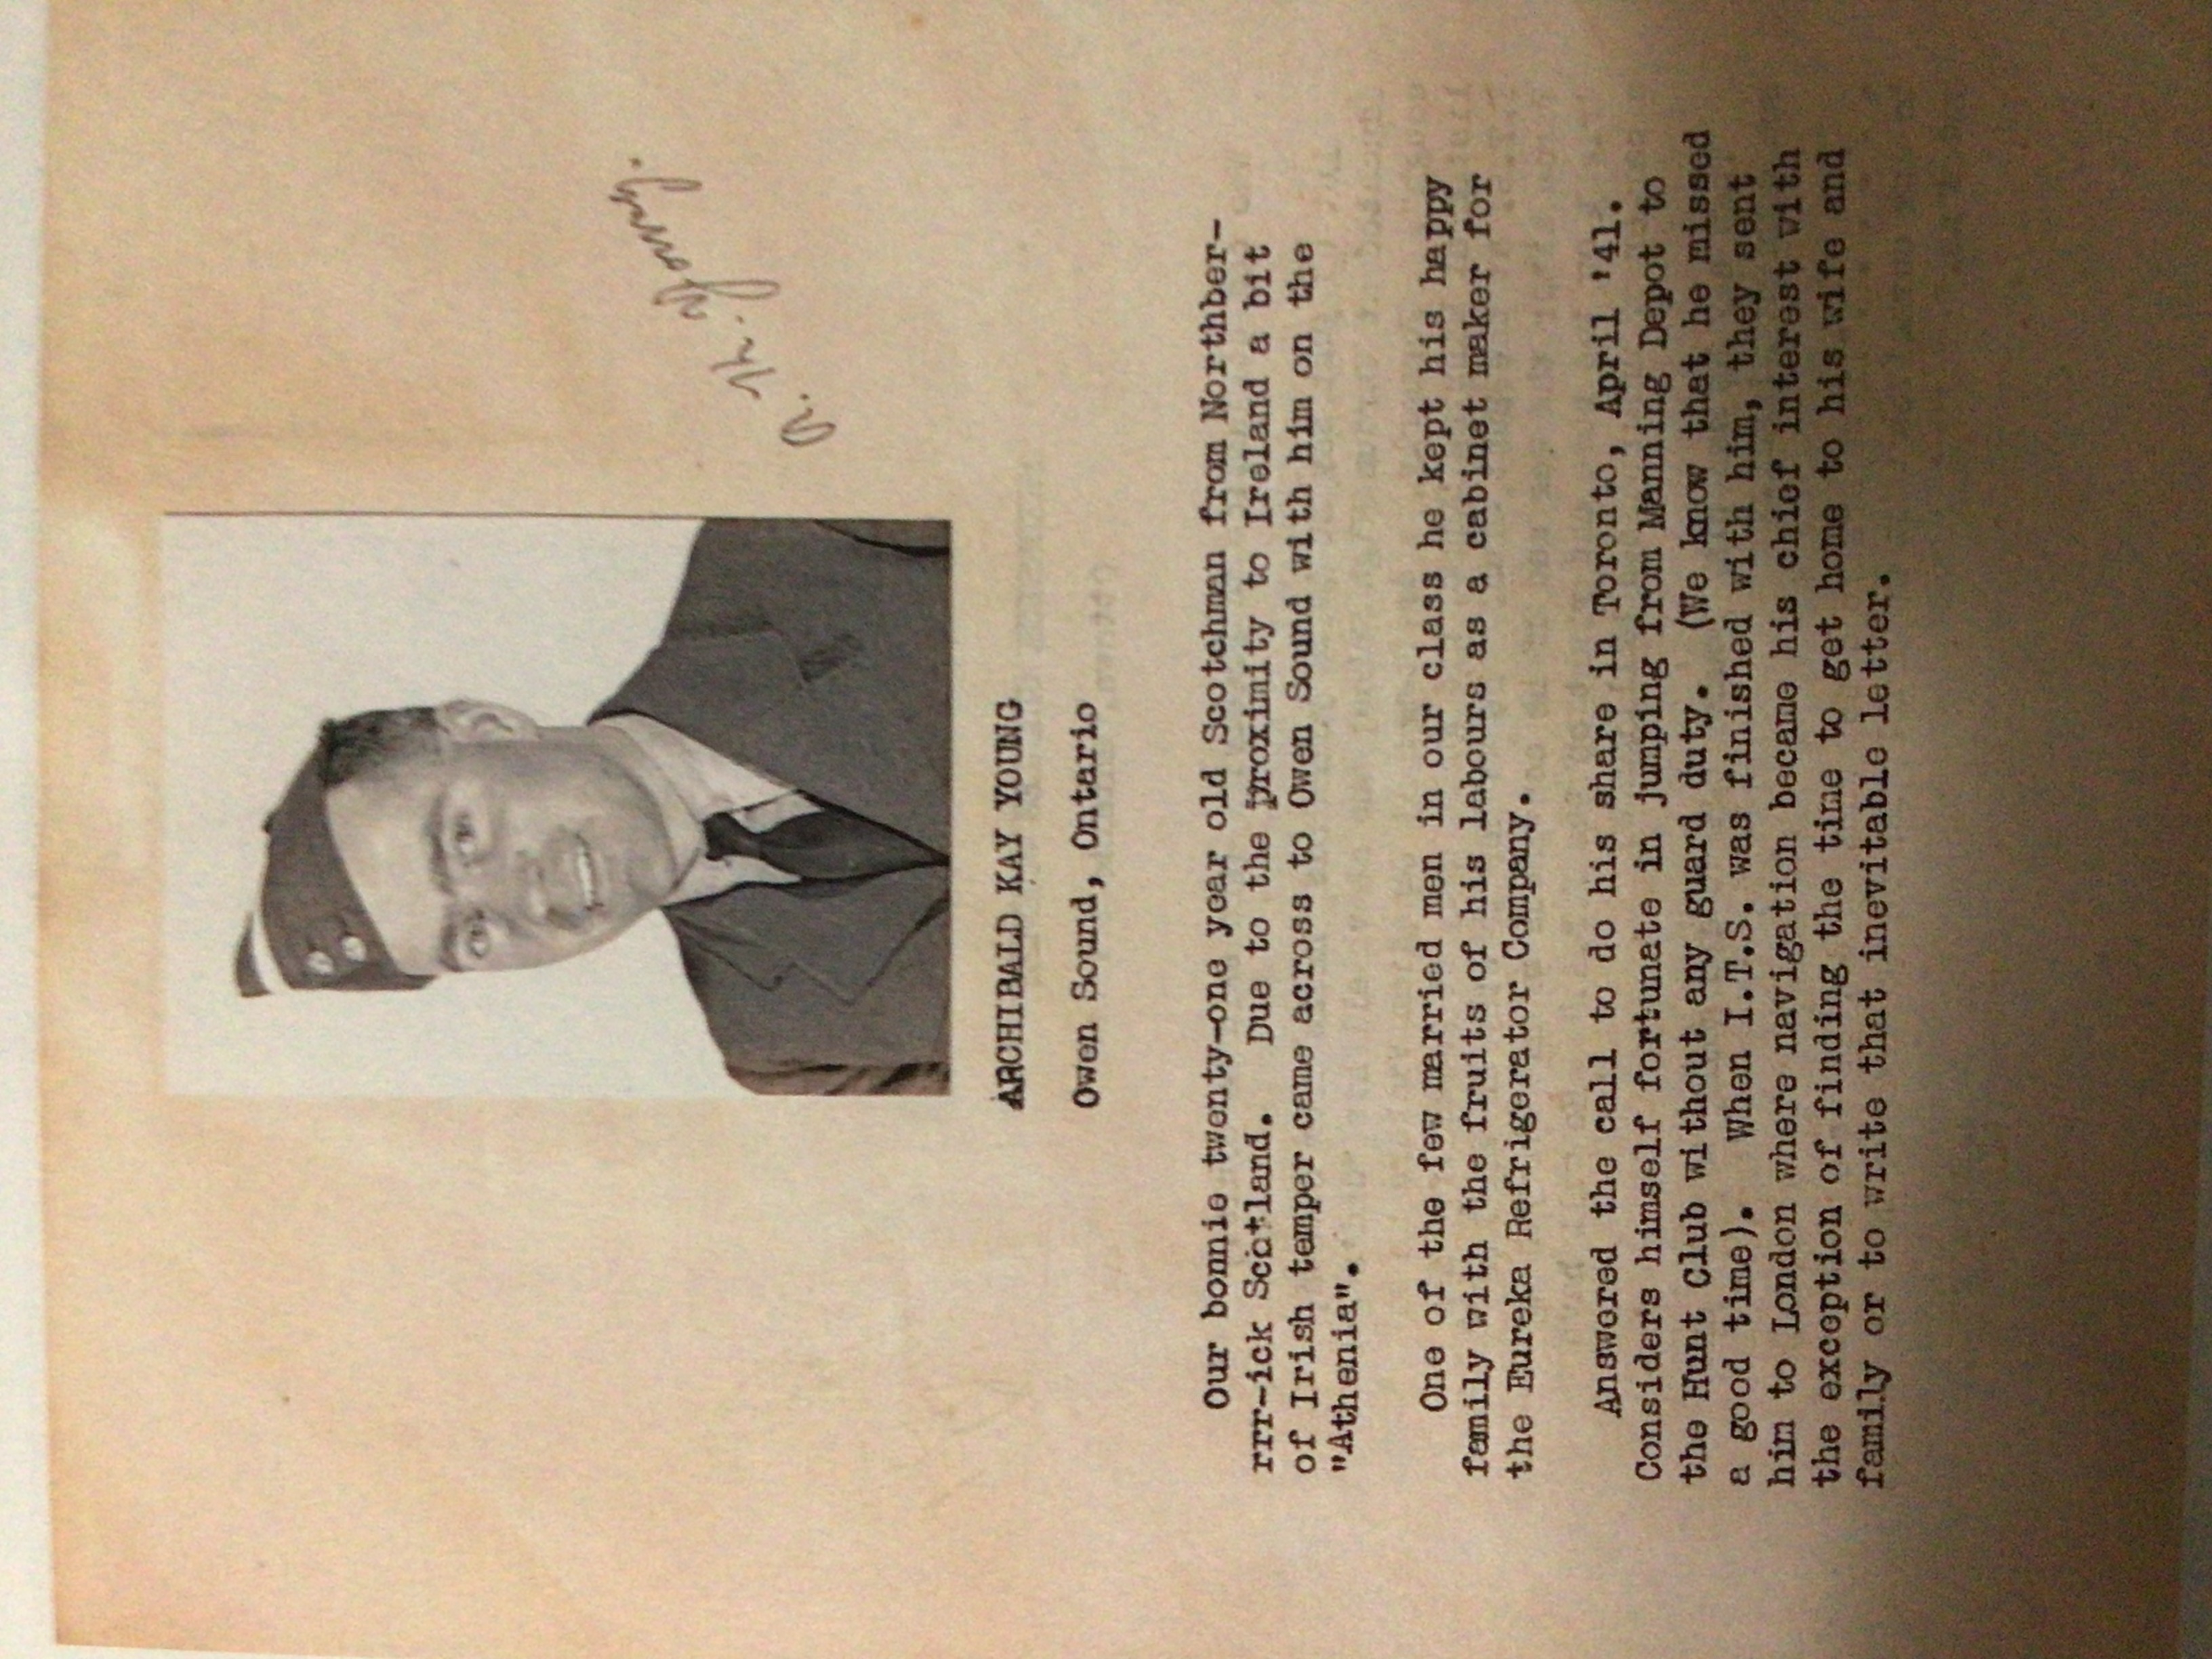 A. K. Young.
ARCHIBALD KAY YOUNG
Owen Sound, Ontario
Our bonnie twenty-one year old Scotchman from Northber-
rrr-ick Scotland. Due to the proximity to Ireland a bit
of Irish temper came across to Owen Sound with him on the
"Athenia".
One of the few married men in our class he kept his happy
family with the fruits of his labours as a cabinet maker for
the Eureka Refrigerator Company.
Answered the call to do his share in Toronto, April '41.
Considers himself fortunate in jumping from Manning Depot to
the Hunt Club without any guard duty. (We know that he missed
a good time). When I.T.S. was finished with him, they sent
him to London where navigation became his chief interest with
the exception of finding the time to get home to his wife and
family or to write that inevitable letter.